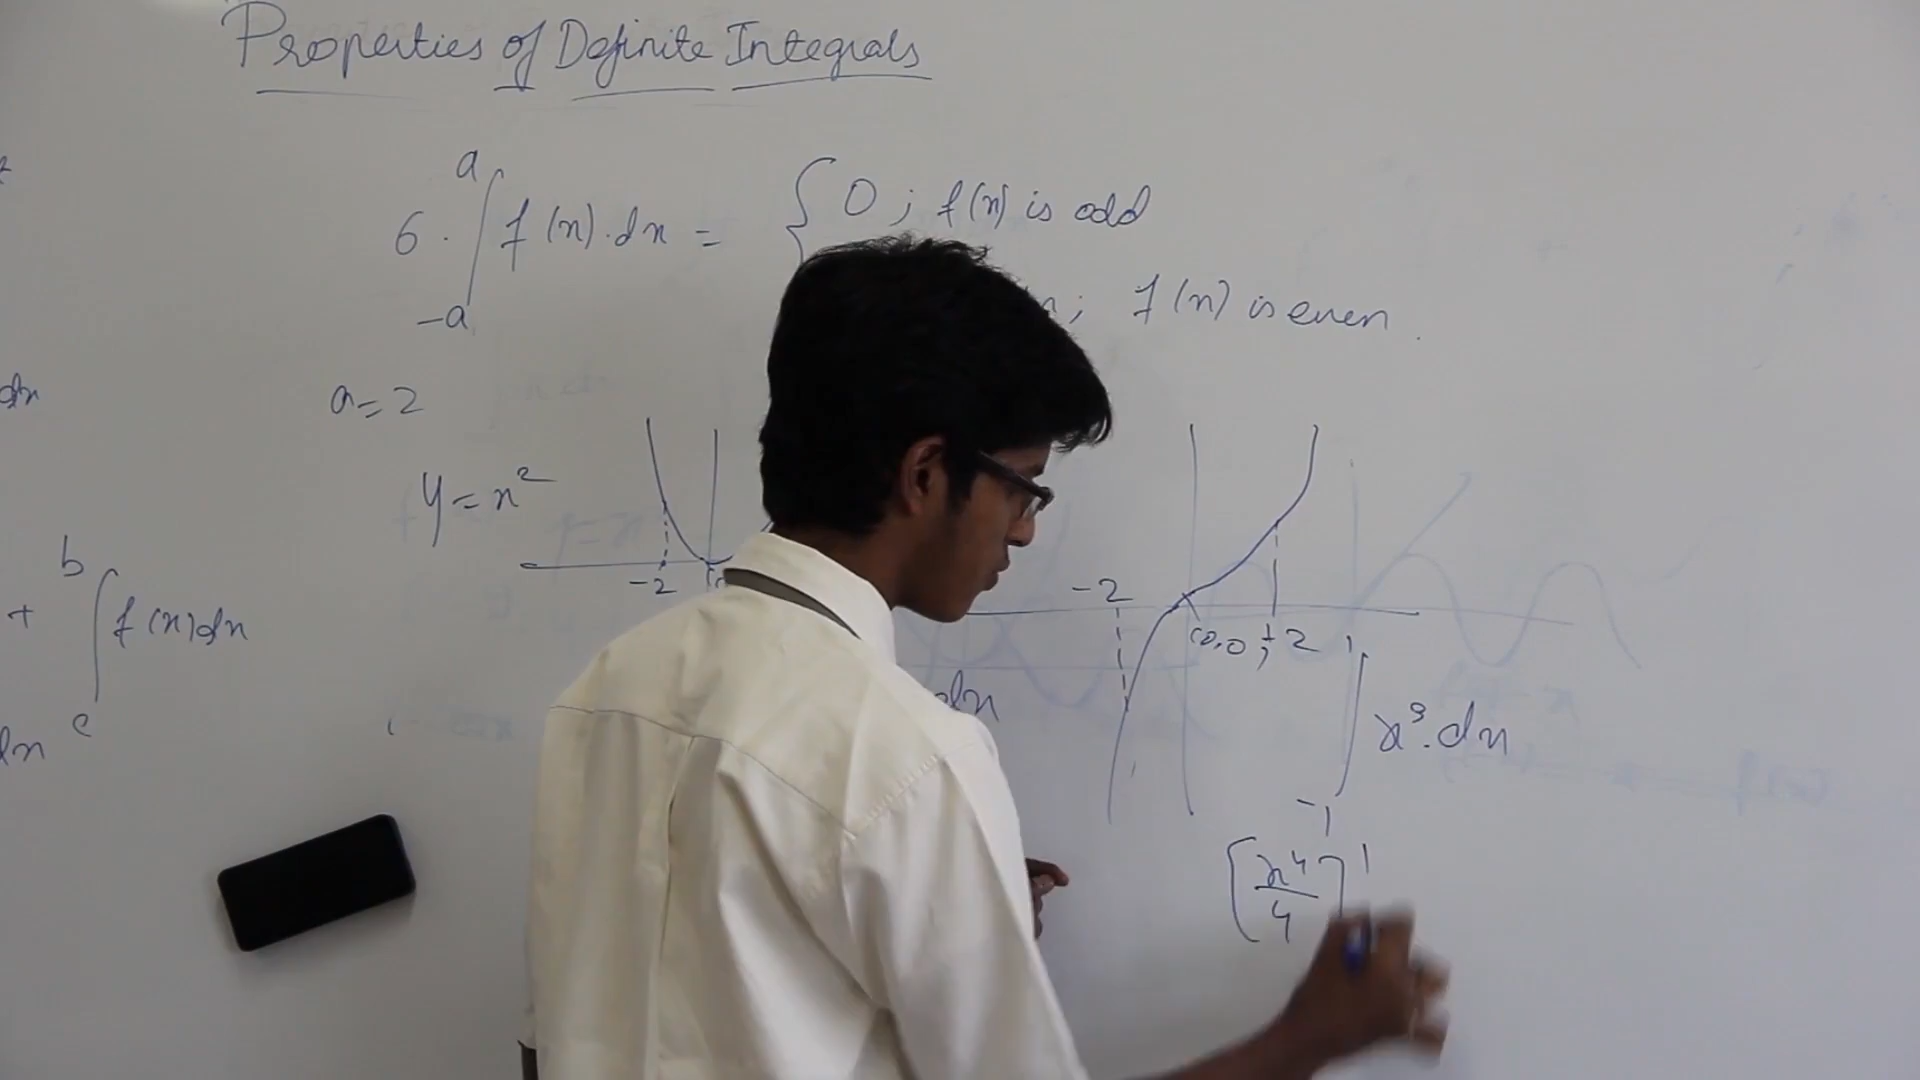 Properties of Definite Integrals
a
6. ∫ f(x).dx = { 0 ; f(x) is odd
-a
; f(x) is even.
a = 2
y = x²
-2
-2
(0,0)
+2
b
+ ∫ f(x)dx
c
dx
dx
dx
1
∫ x³.dx
-1
[x⁴/4]¹